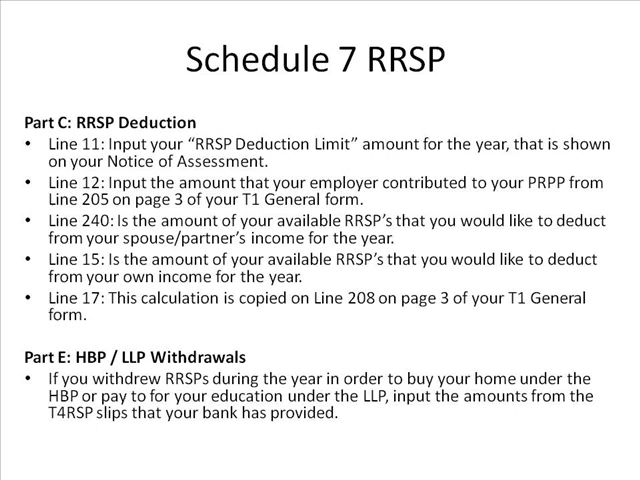 Schedule 7 RRSP
Part C: RRSP Deduction
• Line 11: Input your “RRSP Deduction Limit” amount for the year, that is shown
on your Notice of Assessment.
• Line 12: Input the amount that your employer contributed to your PRPP from
Line 205 on page 3 of your T1 General form.
• Line 240: Is the amount of your available RRSP’s that you would like to deduct
from your spouse/partner’s income for the year.
• Line 15: Is the amount of your available RRSP’s that you would like to deduct
from your own income for the year.
• Line 17: This calculation is copied on Line 208 on page 3 of your T1 General
form.
Part E: HBP / LLP Withdrawals
• If you withdrew RRSPs during the year in order to buy your home under the
HBP or pay to for your education under the LLP, input the amounts from the
T4RSP slips that your bank has provided.